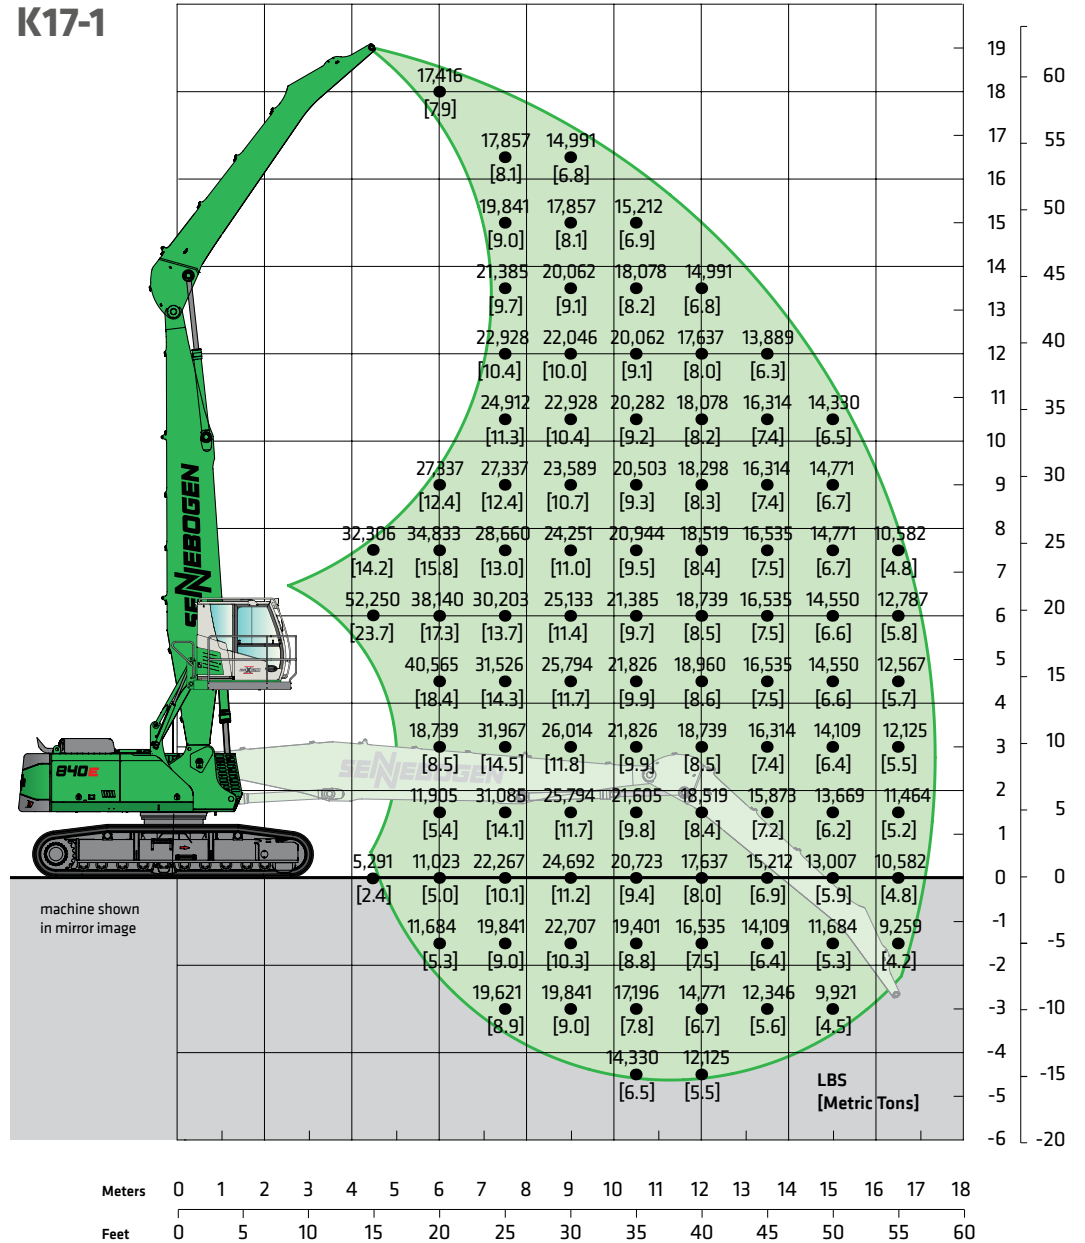 K17-1
19
60
17,416
18
[7.9]
17
55
17,857 14,991
[8.1] [6.8]
16
50
19,841 17,857 15,212
15
[9.0] [8.1] [6.9]
14
45
21,385 20,062 18,078 14,991
[9.7] [9.1] [8.2] [6.8]
13
40
22,928 22,046 20,062 17,637 13,889
12
[10.4] [10.0] [9.1] [8.0] [6.3]
11
35
24,912 22,928 20,282 18,078 16,314 14,330
[11.3] [10.4] [9.2] [8.2] [7.4] [6.5]
10
30
27,337 27,337 23,589 20,503 18,298 16,314 14,771
9
[12.4] [12.4] [10.7] [9.3] [8.3] [7.4] [6.7]
SENNEBOGEN
8
25
32,306 34,833 28,660 24,251 20,944 18,519 16,535 14,771 10,582
[14.2] [15.8] [13.0] [11.0] [9.5] [8.4] [7.5] [6.7] [4.8]
7
20
52,250 38,140 30,203 25,133 21,385 18,739 16,535 14,550 12,787
6
[23.7] [17.3] [13.7] [11.4] [9.7] [8.5] [7.5] [6.6] [5.8]
5
15
40,565 31,526 25,794 21,826 18,960 16,535 14,550 12,567
[18.4] [14.3] [11.7] [9.9] [8.6] [7.5] [6.6] [5.7]
4
10
18,739 31,967 26,014 21,826 18,739 16,314 14,109 12,125
3
[8.5] [14.5] [11.8] [9.9] [8.5] [7.4] [6.4] [5.5]
SENNEBOGEN
840E
2
5
11,905 31,085 25,794 21,605 18,519 15,873 13,669 11,464
[5.4] [14.1] [11.7] [9.8] [8.4] [7.2] [6.2] [5.2]
1
5,291 11,023 22,267 24,692 20,723 17,637 15,212 13,007 10,582
0
0
[2.4] [5.0] [10.1] [11.2] [9.4] [8.0] [6.9] [5.9] [4.8]
machine shown
in mirror image
-1
-5
11,684 19,841 22,707 19,401 16,535 14,109 11,684 9,259
[5.3] [9.0] [10.3] [8.8] [7.5] [6.4] [5.3] [4.2]
-2
-10
19,621 19,841 17,196 14,771 12,346 9,921
-3
[8.9] [9.0] [7.8] [6.7] [5.6] [4.5]
-4
-15
14,330 12,125
[6.5] [5.5]
LBS
[Metric Tons]
-5
-6
-20
Meters 0 1 2 3 4 5 6 7 8 9 10 11 12 13 14 15 16 17 18
Feet 0 5 10 15 20 25 30 35 40 45 50 55 60